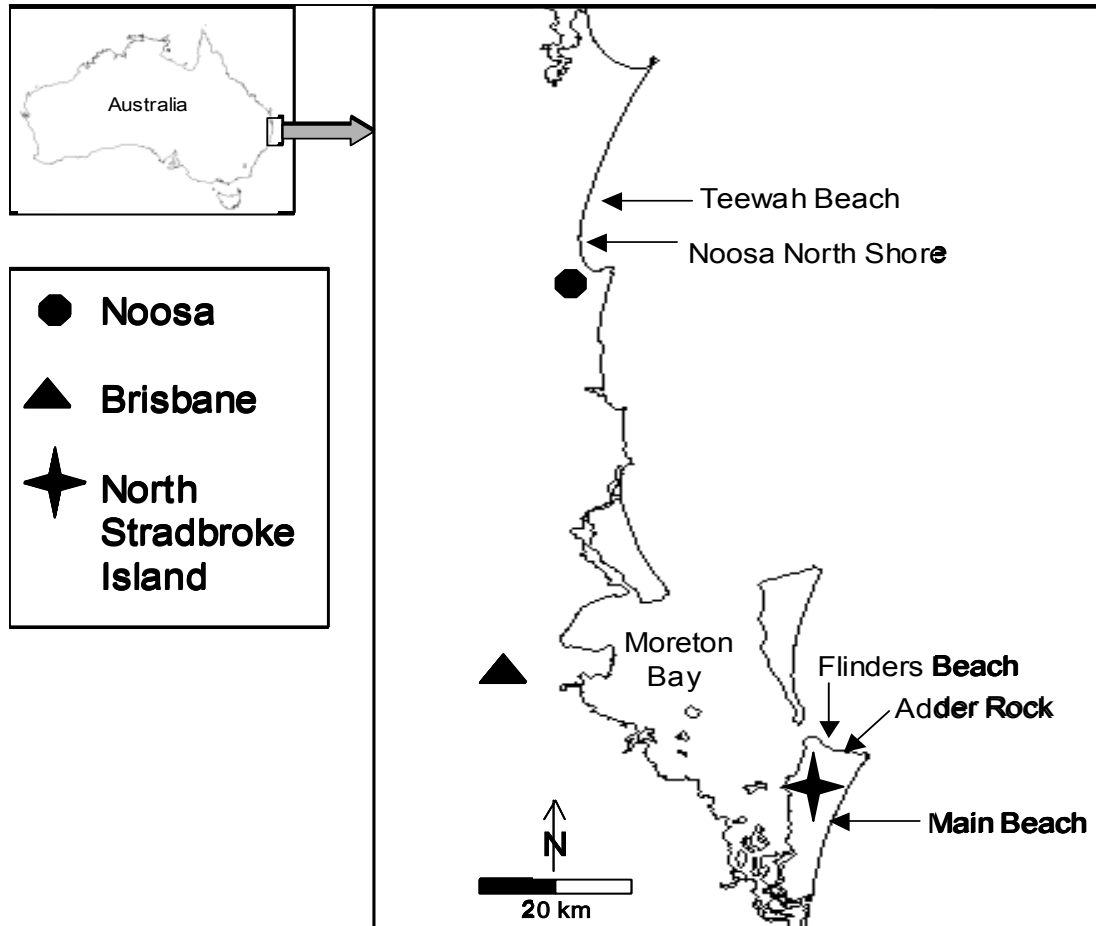 Australia
Teewah Beach
Noosa North Shore
Noosa
Brisbane
North
Stradbroke
Island
Moreton
Bay
Flinders Beach
Adder Rock
Main Beach
N
20 km